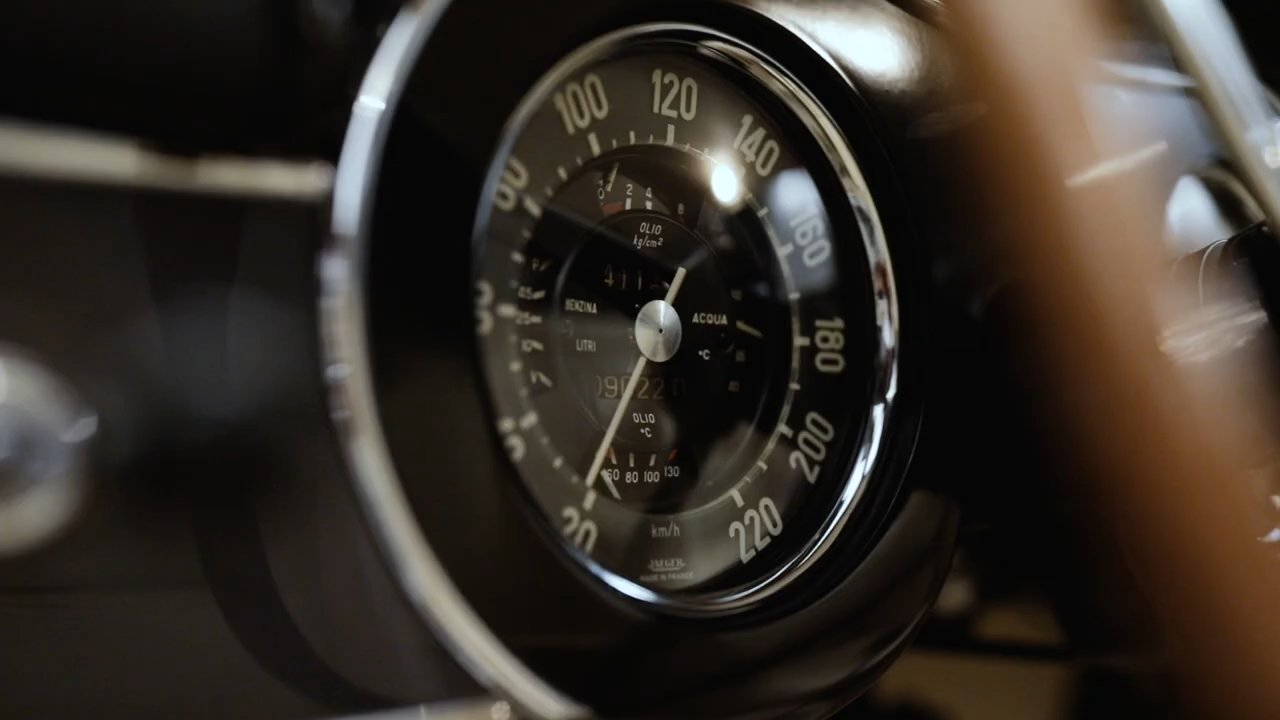 100
120
140
160
180
200
220
20
2 4 8
OLIO
kg/cm²
BENZINA
LITRI
ACQUA
°C
OLIO
°C
60 80 100 130
km/h
JAEGER
MADE IN FRANCE